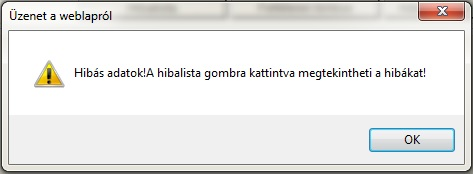 Üzenet a weblapról
Hibás adatok!A hibalista gombra kattintva megtekintheti a hibákat!
OK